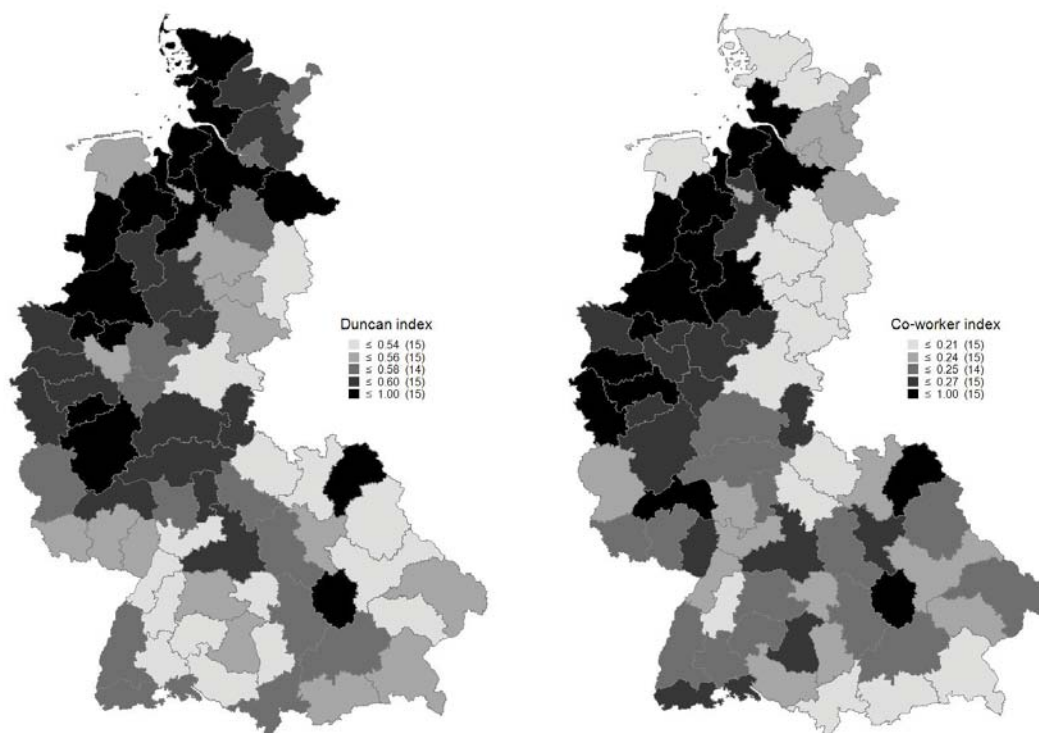 Duncan index
≤ 0.54 (15)
≤ 0.56 (15)
≤ 0.58 (14)
≤ 0.60 (15)
≤ 1.00 (15)
Co-worker index
≤ 0.21 (15)
≤ 0.24 (15)
≤ 0.25 (14)
≤ 0.27 (15)
≤ 1.00 (15)